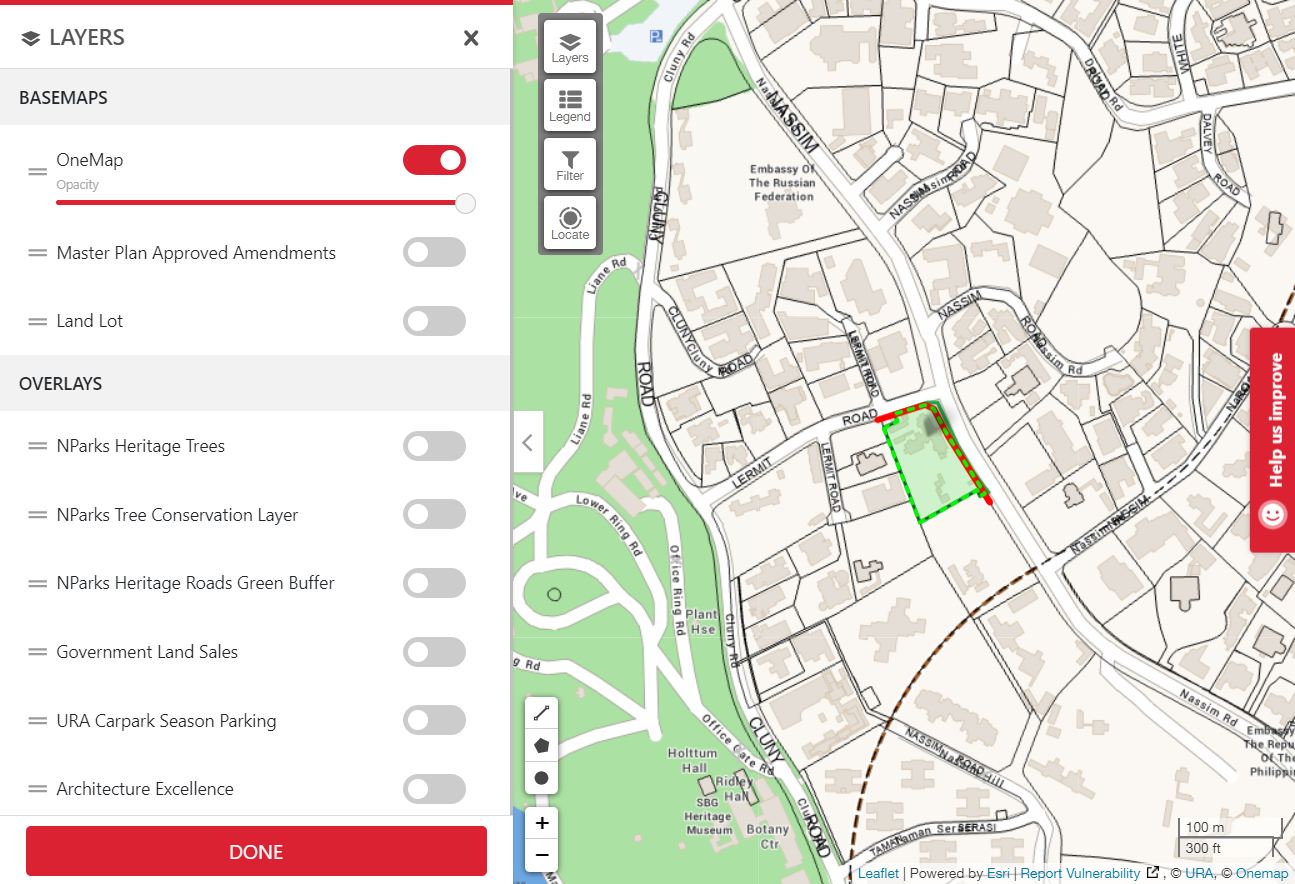 LAYERS
BASEMAPS
OneMap
Opacity
Master Plan Approved Amendments
Land Lot
OVERLAYS
NParks Heritage Trees
NParks Tree Conservation Layer
NParks Heritage Roads Green Buffer
Government Land Sales
URA Carpark Season Parking
Architecture Excellence
DONE
Layers
Legend
Filter
Locate
Cluny Rd
NASSIM
ROAD
WHITE
DALVEY
ROAD
Embassy Of
The Russian
Federation
NASSIM
ROAD
CLUNY
Liane Rd
CLUNY
ROAD
NASSIM
ROAD
Nassim Rd
LERMIT ROAD
ROAD
Liane Rd
ROAD
LERMIT
LERMIT ROAD
Help us improve
Lower Ring Rd
Office Ring Rd
NASSIM
Nassim
Plant
Hse
Cluny Rd
g Rd
Nassim Rd
Office Gate Rd
CLUNY
ROAD
Holttum
Hall
Ridley
Hall
SBG
Heritage
Museum
Botany
Ctr
NASSIM
ROAD
Embassy
The Repu
Of The
Philippin
TAMAN
SERASI
+
−
100 m
300 ft
Leaflet | Powered by Esri | Report Vulnerability , © URA, © Onemap